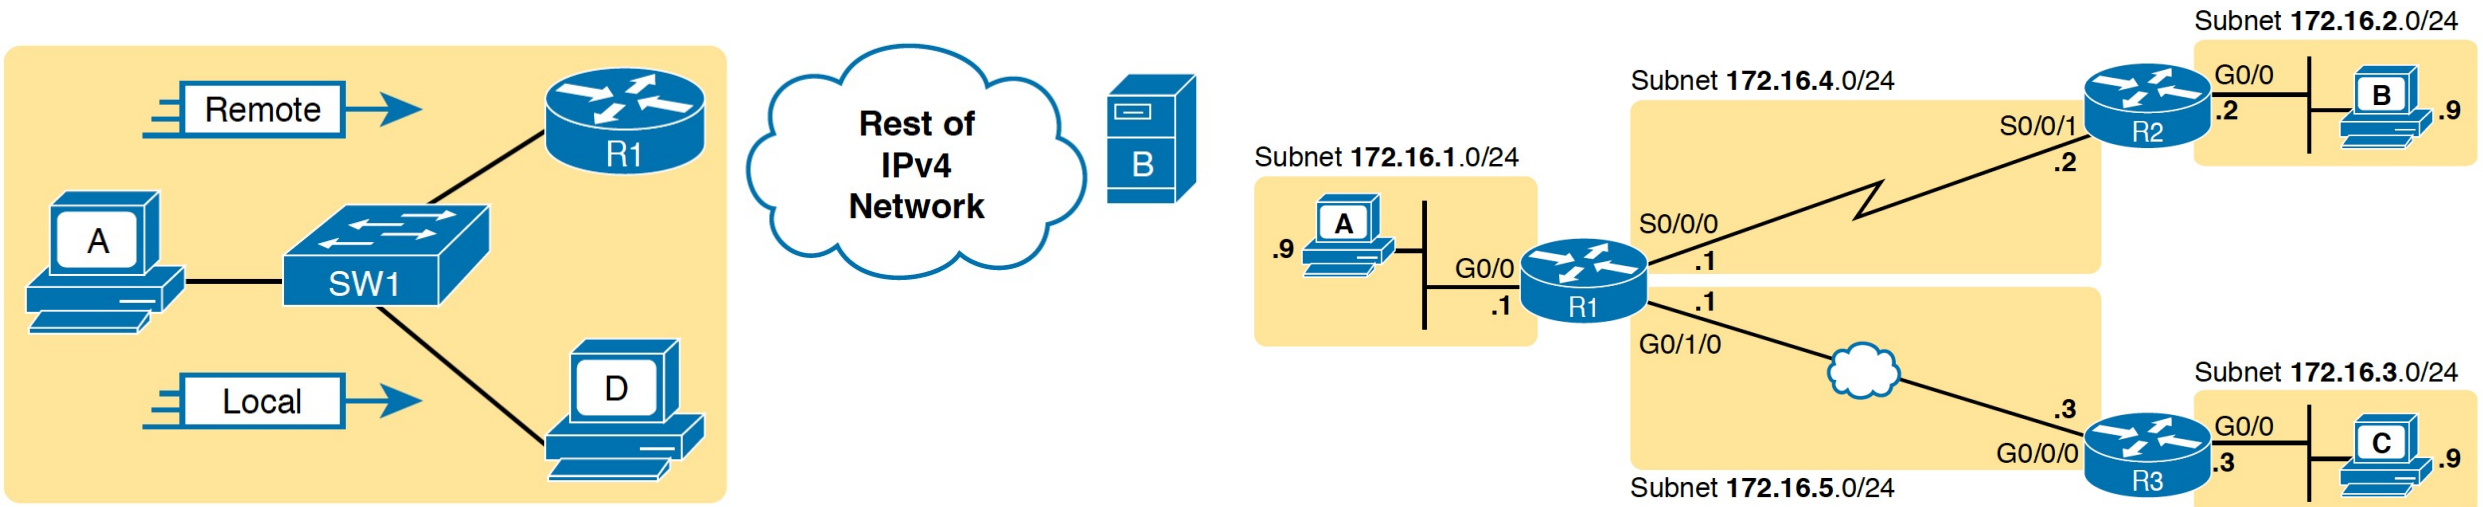 Remote
R1
A
SW1
Local
D
Rest of
IPv4
Network
B
Subnet 172.16.1.0/24
A
.9
G0/0
.1
R1
Subnet 172.16.4.0/24
S0/0/0
.1
S0/0/1
.2
.1
G0/1/0
.3
G0/0/0
Subnet 172.16.5.0/24
Subnet 172.16.2.0/24
R2
G0/0
.2
B
.9
Subnet 172.16.3.0/24
R3
G0/0
.3
C
.9